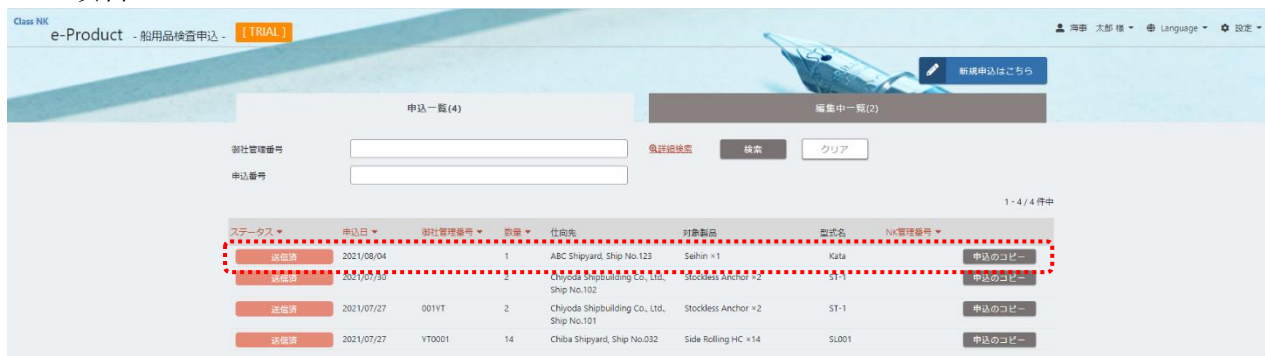 Class NK
e-Product - 船用品検査申込 - [ TRIAL ]
海事 太郎 様 Language 設定
新規申込はこちら
申込一覧(4) 編集中一覧(2)
御社管理番号 詳細検索 検索 クリア
申込番号
1 - 4 / 4 件中
ステータス 申込日 御社管理番号 数量 仕向先 対象製品 型式名 NK管理番号
送信済 2021/08/04 1 ABC Shipyard, Ship No.123 Seihin ×1 Kata 申込のコピー
送信済 2021/07/30 2 Chiyoda Shipbuilding Co., Ltd., Stockless Anchor ×2 ST-1 申込のコピー
Ship No.102
送信済 2021/07/27 001YT 2 Chiyoda Shipbuilding Co., Ltd., Stockless Anchor ×2 ST-1 申込のコピー
Ship No.101
送信済 2021/07/27 YT0001 14 Chiba Shipyard, Ship No.032 Side Rolling HC ×14 SL001 申込のコピー